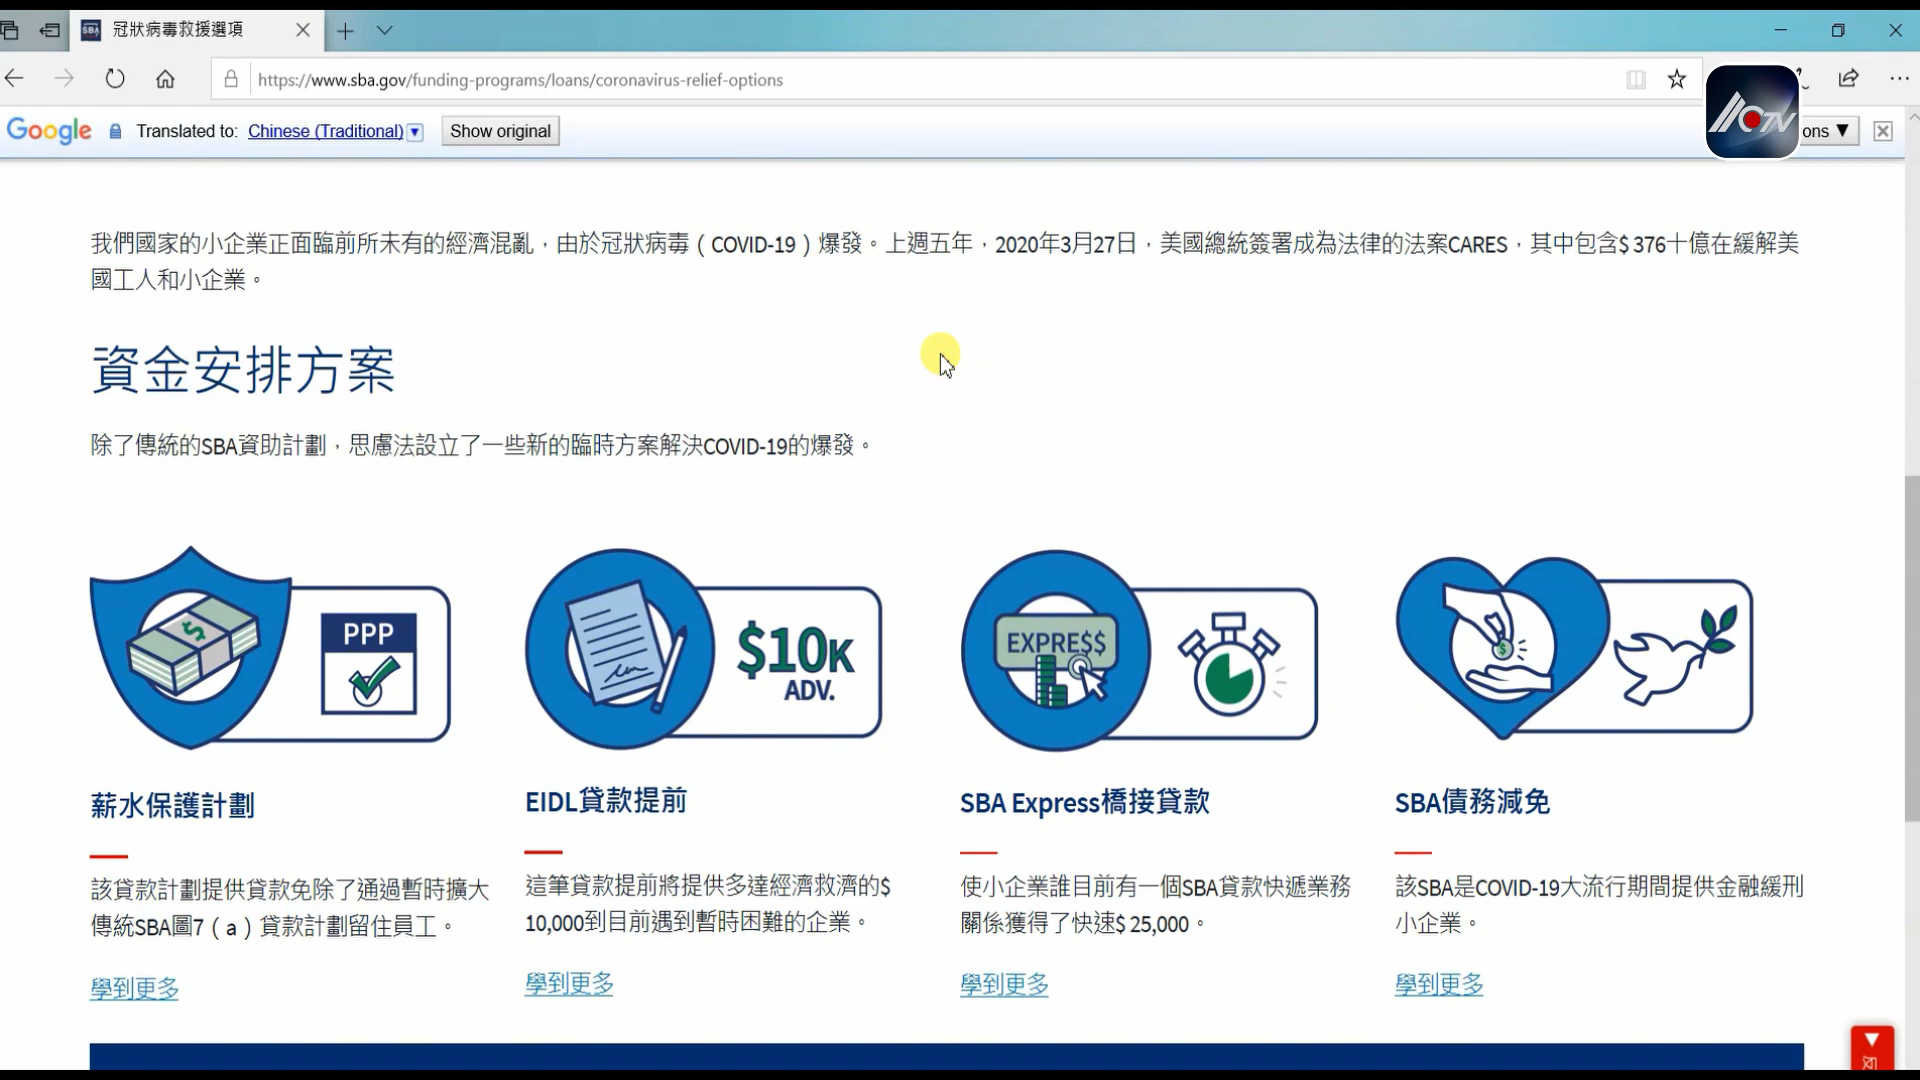 冠狀病毒救援選項
https://www.sba.gov/funding-programs/loans/coronavirus-relief-options
Google Translated to: Chinese (Traditional) Show original
ons ▼
我們國家的小企業正面臨前所未有的經濟混亂，由於冠狀病毒（COVID-19）爆發。上週五年，2020年3月27日，美國總統簽署成為法律的法案CARES，其中包含$ 376十億在緩解美
國工人和小企業。
資金安排方案
除了傳統的SBA資助計劃，思慮法設立了一些新的臨時方案解決COVID-19的爆發。
PPP
$10K
ADV.
EXPRE$$
薪水保護計劃
EIDL貸款提前
SBA Express橋接貸款
SBA債務減免
該貸款計劃提供貸款免除了通過暫時擴大
傳統SBA圖7（a）貸款計劃留住員工。
學到更多
這筆貸款提前將提供多達經濟救濟的$
10,000到目前遇到暫時困難的企業。
學到更多
使小企業誰目前有一個SBA貸款快遞業務
關係獲得了快速$ 25,000。
學到更多
該SBA是COVID-19大流行期間提供金融緩刑
小企業。
學到更多